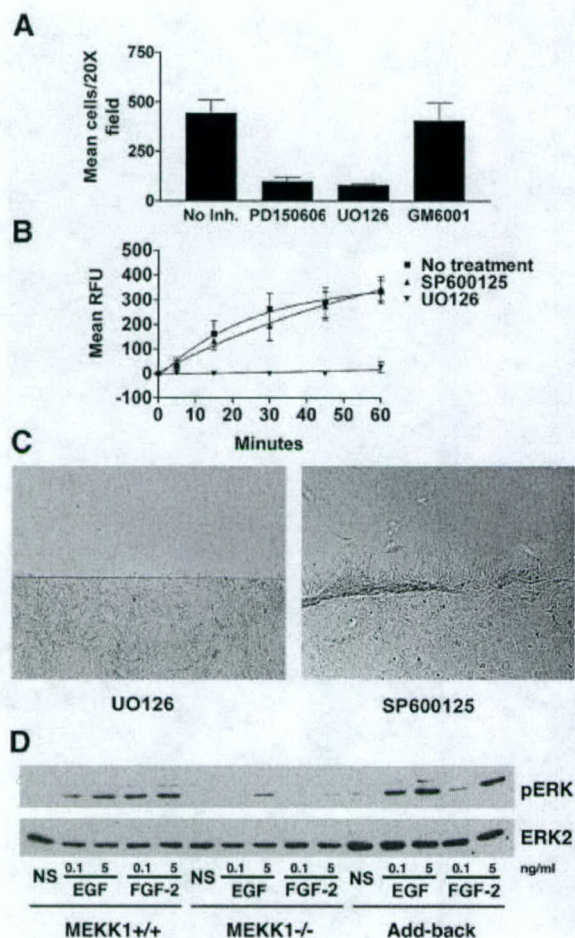 A
Mean cells/20X
field
750
500
250
0
No Inh. PD150606 UO126 GM6001
B
Mean RFU
500
400
300
200
100
0
-100
0 10 20 30 40 50 60
Minutes
No treatment
SP600125
UO126
C
UO126 SP600125
D
pERK
ERK2
NS 0.1 5 0.1 5 NS 0.1 5 0.1 5 NS 0.1 5 0.1 5 ng/ml
EGF FGF-2 EGF FGF-2 EGF FGF-2
MEKK1+/+ MEKK1-/- Add-back